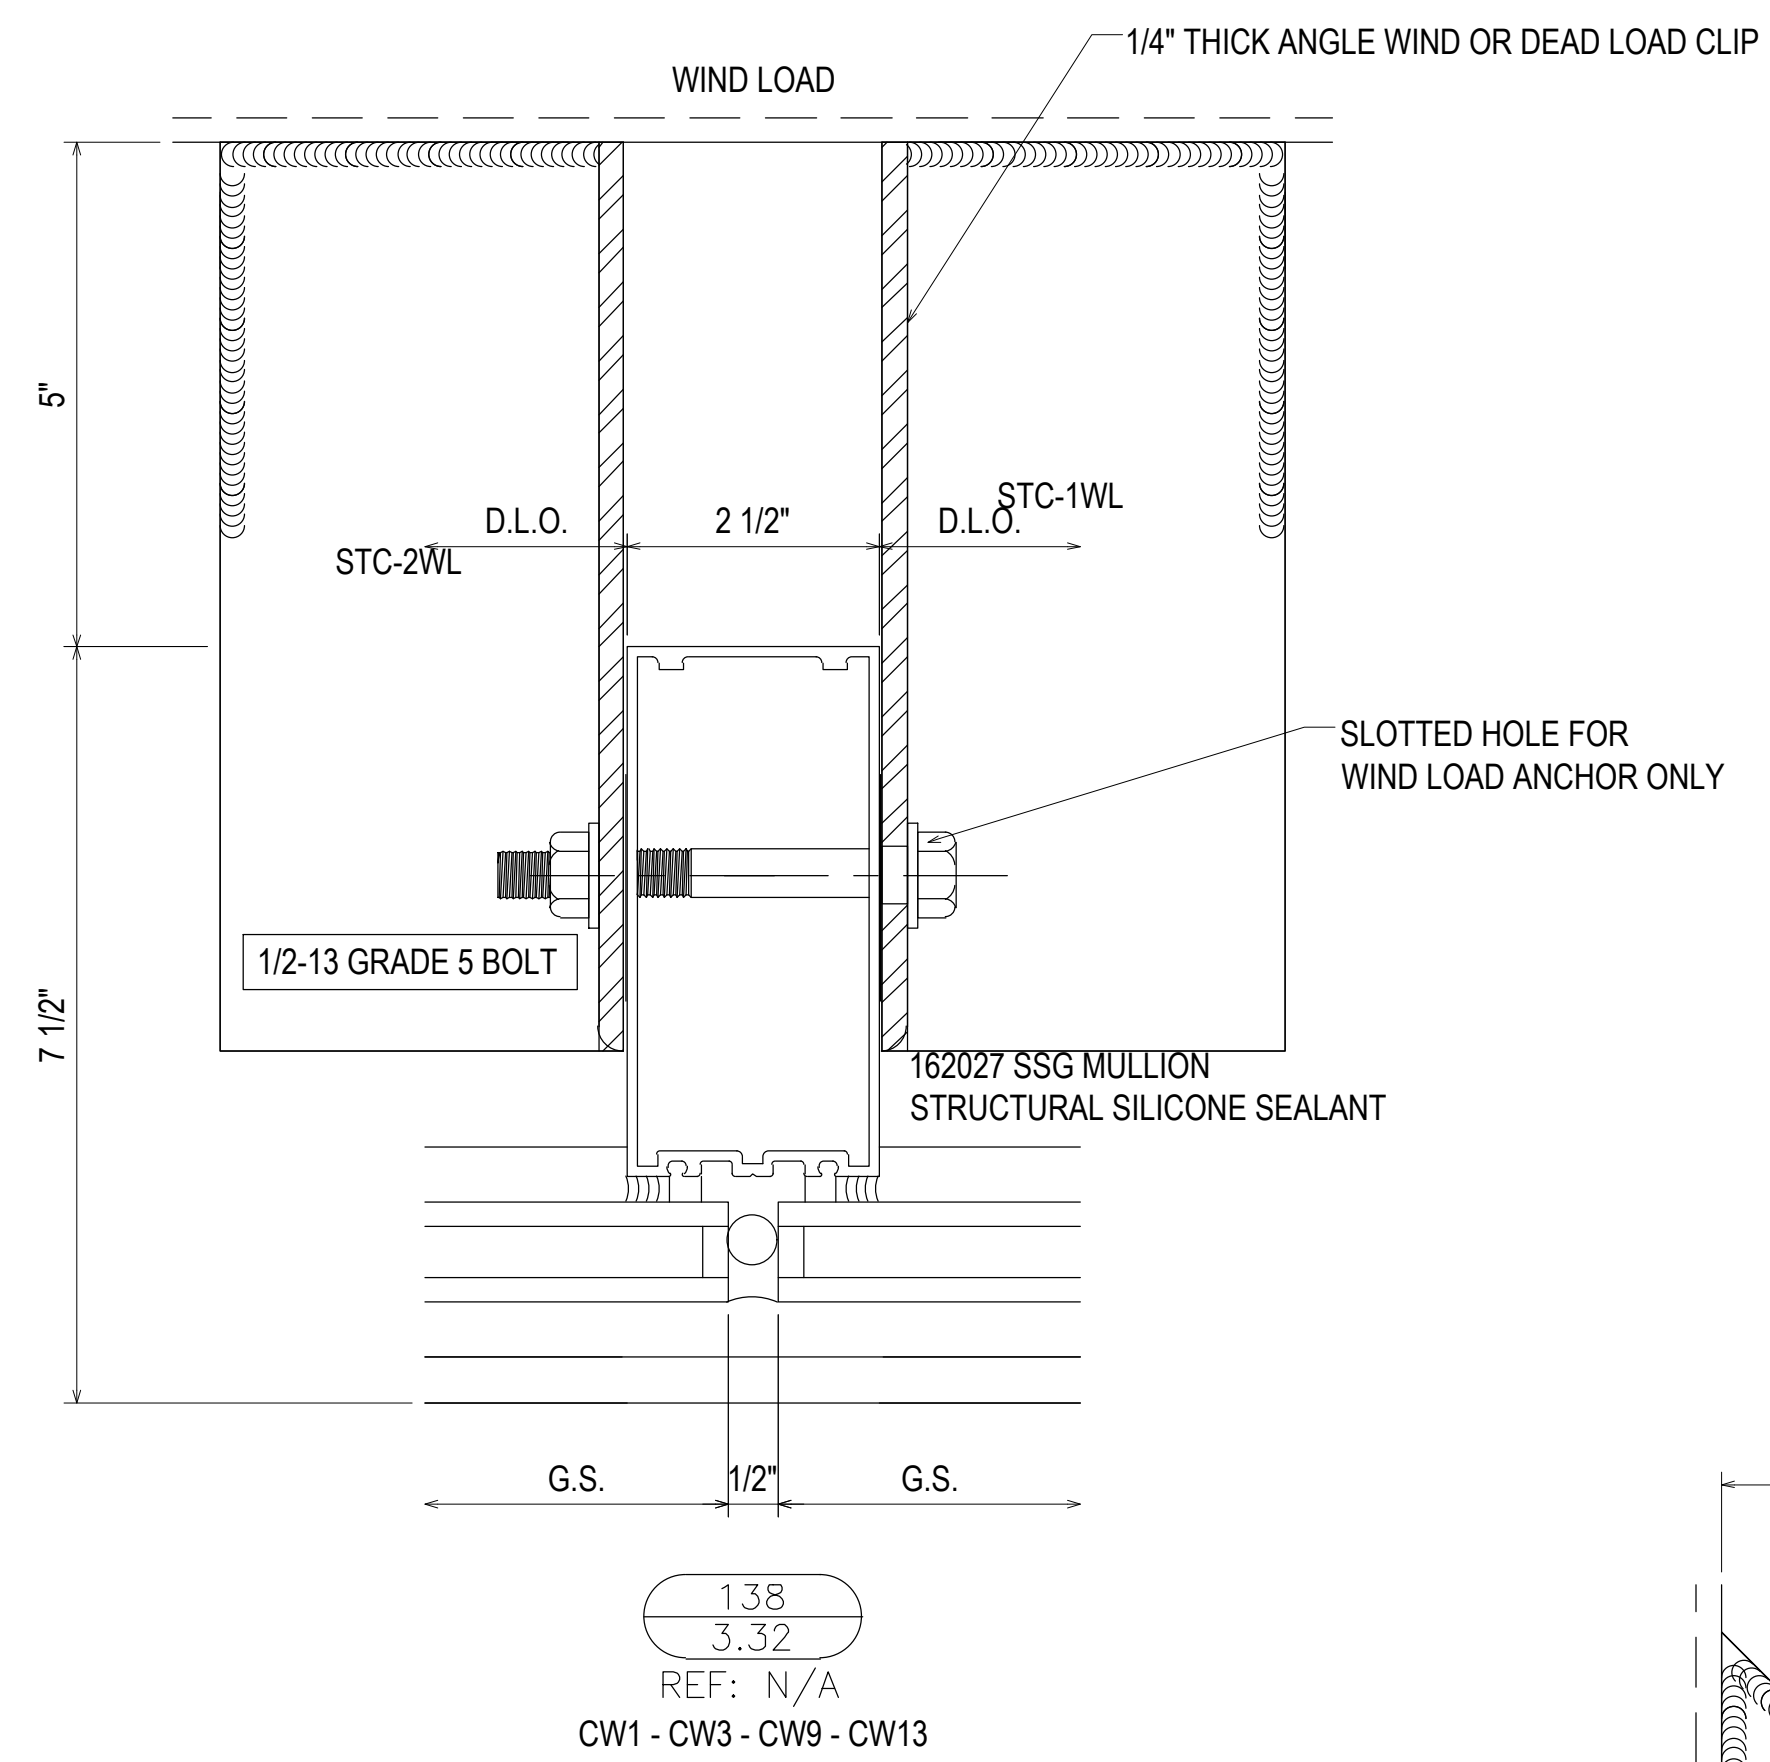 1/4" THICK ANGLE WIND OR DEAD LOAD CLIP
WIND LOAD
5"
STC-1WL
D.L.O.
2 1/2"
D.L.O.
STC-2WL
SLOTTED HOLE FOR
WIND LOAD ANCHOR ONLY
1/2-13 GRADE 5 BOLT
7 1/2"
162027 SSG MULLION
STRUCTURAL SILICONE SEALANT
G.S.
1/2"
G.S.
138
3.32
REF: N/A
CW1 - CW3 - CW9 - CW13